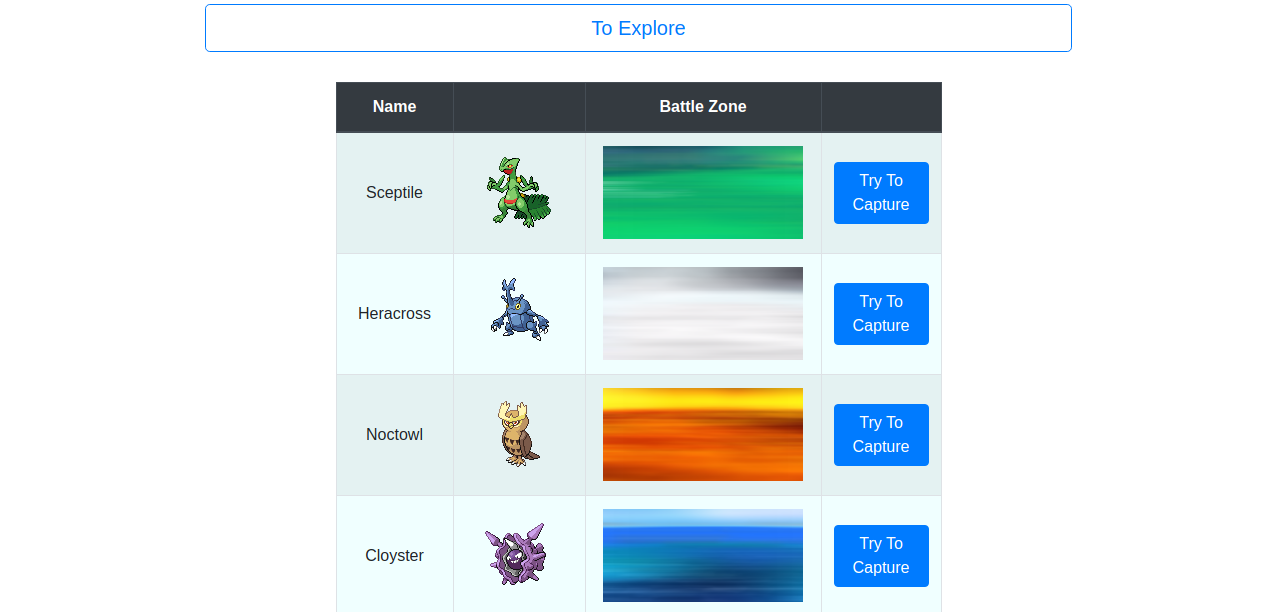 To Explore
Name Battle Zone
Sceptile
Try To
Capture
Heracross
Try To
Capture
Noctowl
Try To
Capture
Cloyster
Try To
Capture